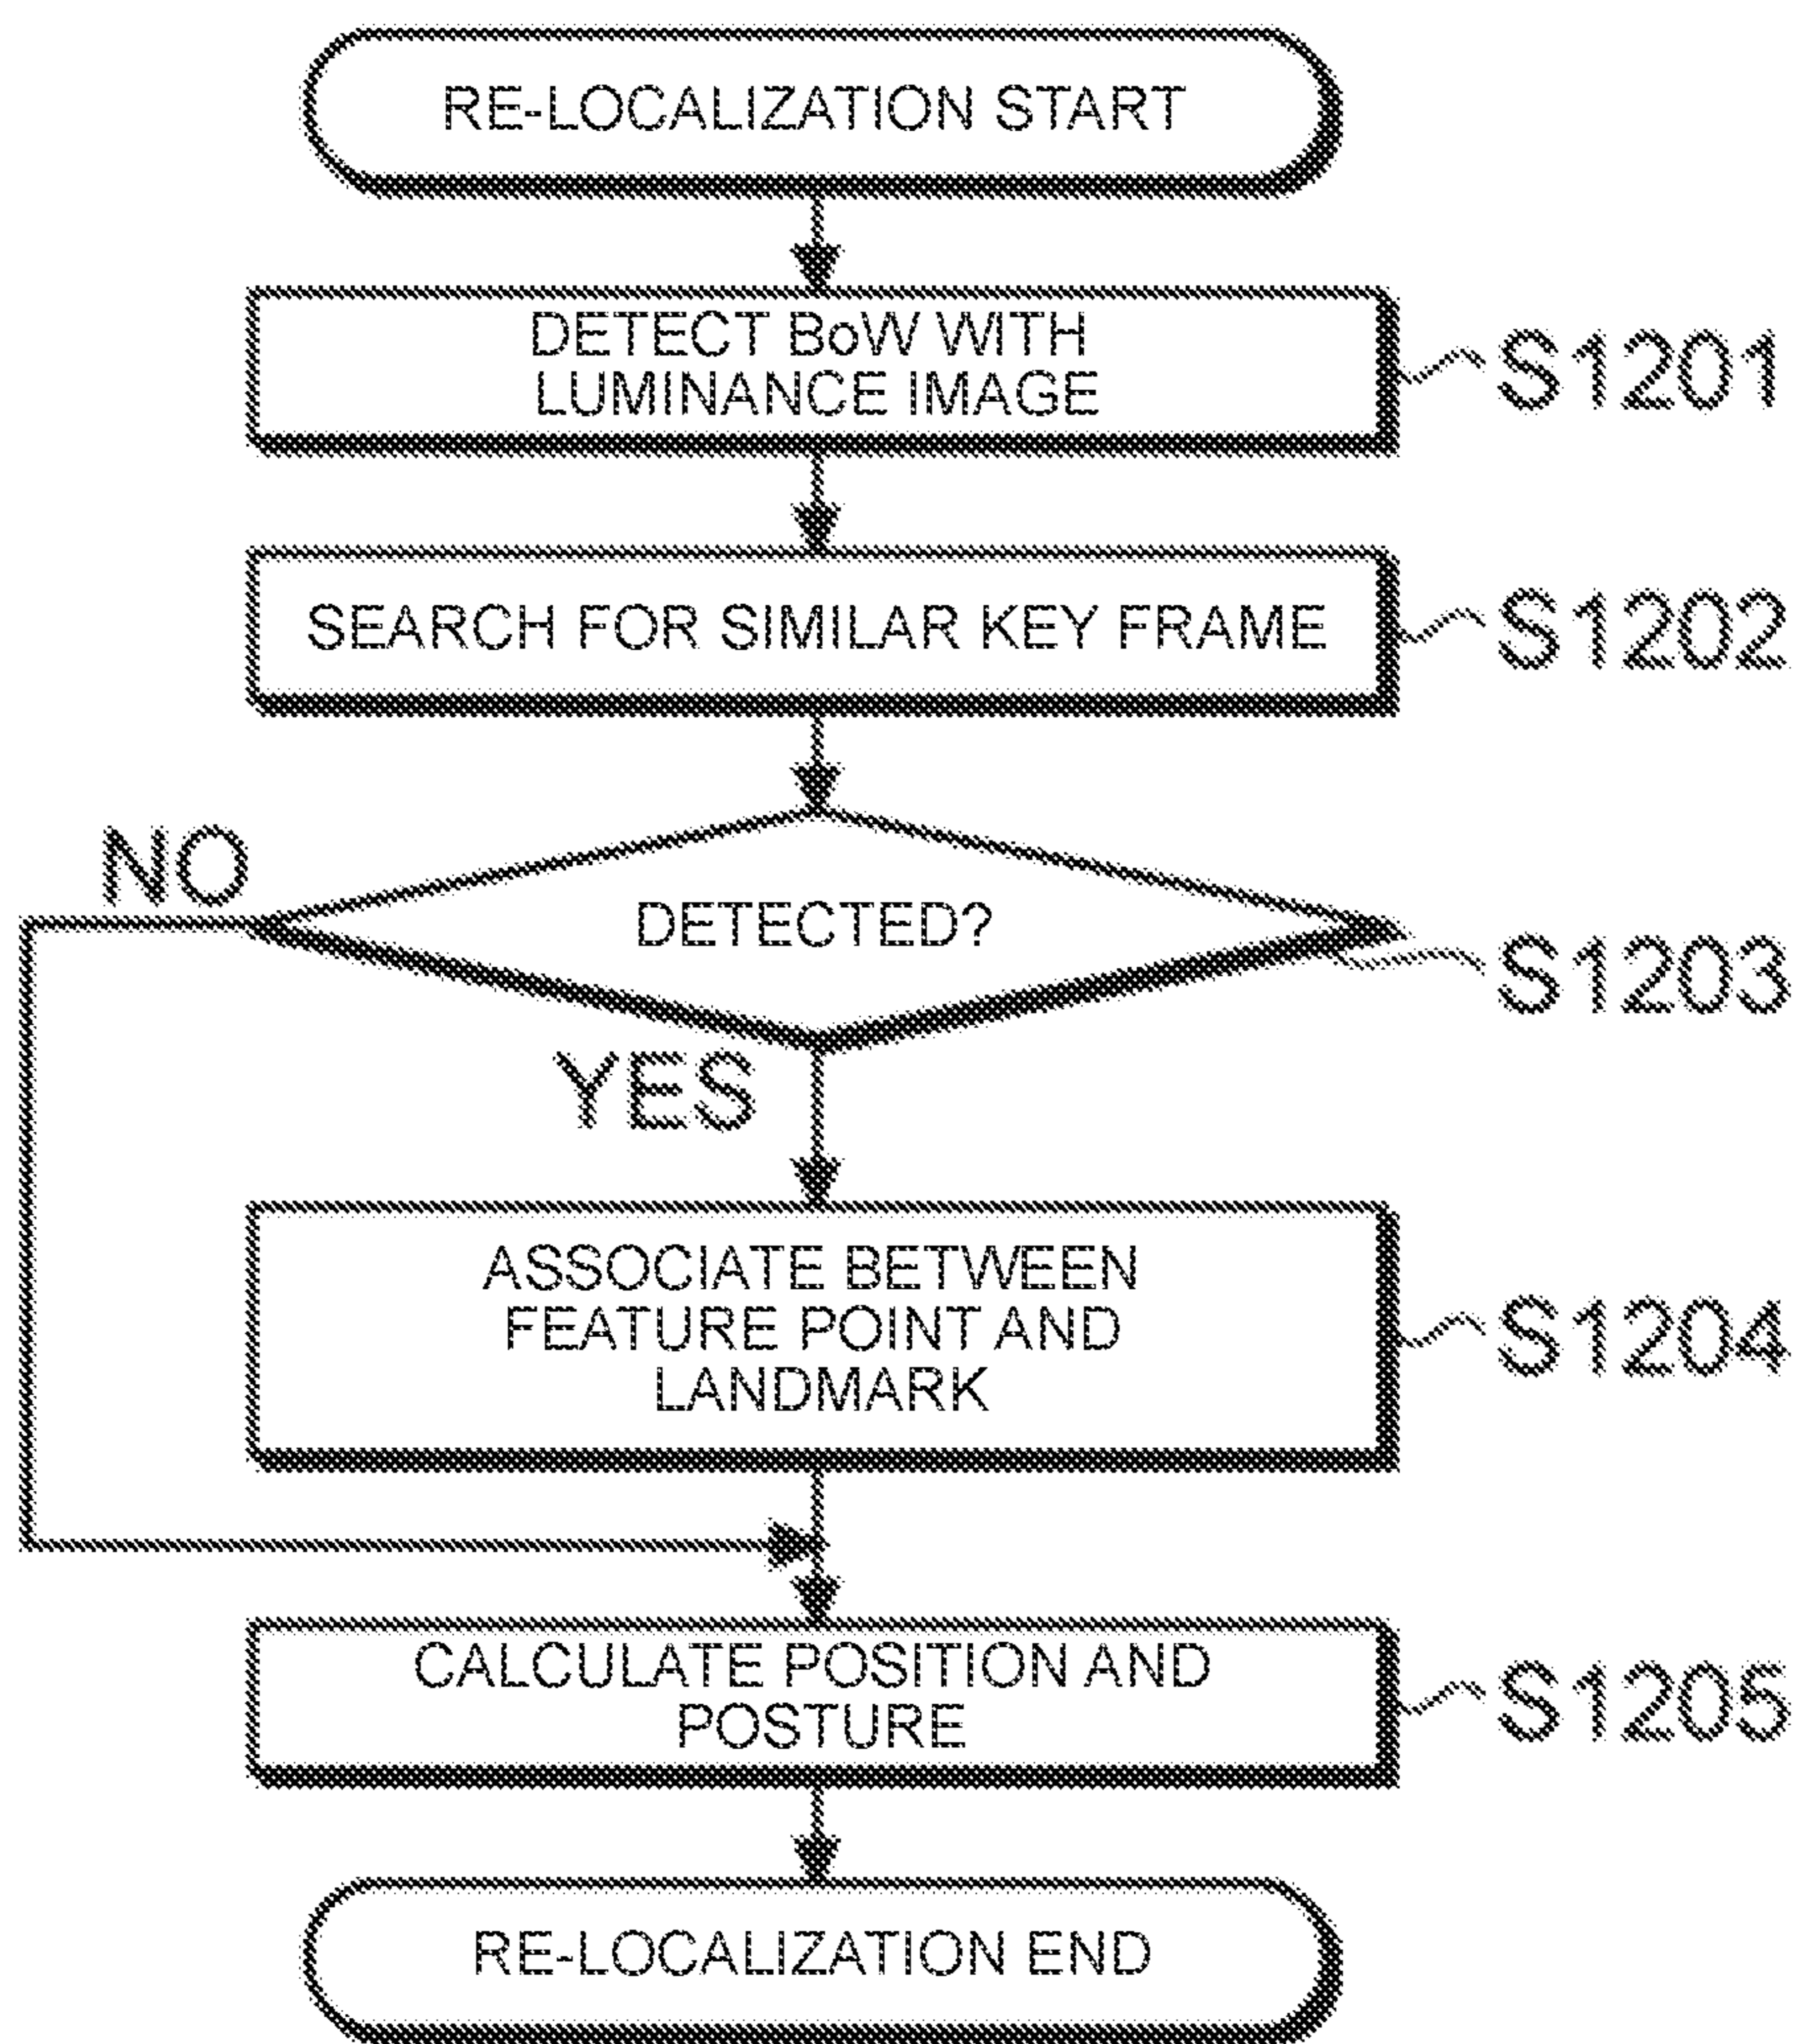 RE-LOCALIZATION START
DETECT BoW WITH
LUMINANCE IMAGE
S1201
SEARCH FOR SIMILAR KEY FRAME
S1202
NO
DETECTED?
S1203
YES
ASSOCIATE BETWEEN
FEATURE POINT AND
LANDMARK
S1204
CALCULATE POSITION AND
POSTURE
S1205
RE-LOCALIZATION END